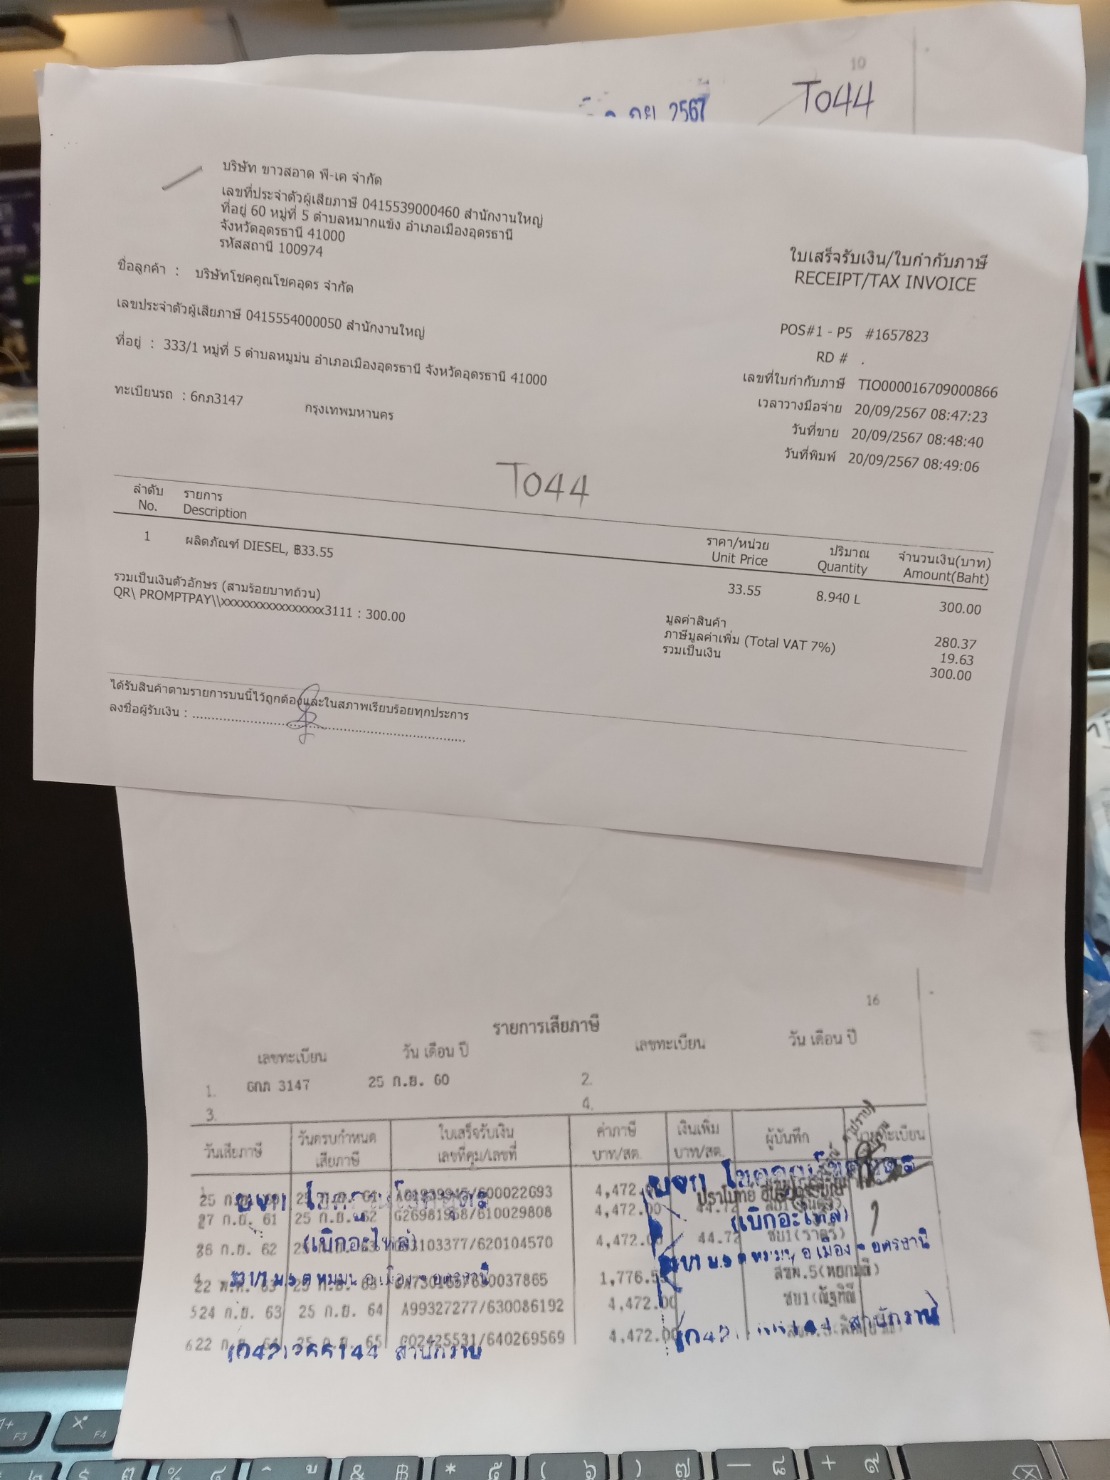 10
T044
2567
บริษัท ขาวสอาด พี-เค จำกัด
เลขที่ประจำตัวผู้เสียภาษี 0415539000460 สำนักงานใหญ่
ที่อยู่ 60 หมู่ที่ 5 ตำบลหมากแข้ง อำเภอเมืองอุดรธานี
จังหวัดอุดรธานี 41000
รหัสสถานี 100974
ใบเสร็จรับเงิน/ใบกำกับภาษี
RECEIPT/TAX INVOICE
ชื่อลูกค้า : บริษัทโชคคูณโชคอุดร จำกัด
เลขประจำตัวผู้เสียภาษี 0415554000050 สำนักงานใหญ่
ที่อยู่ : 333/1 หมู่ที่ 5 ตำบลหมูม่น อำเภอเมืองอุดรธานี จังหวัดอุดรธานี 41000
ทะเบียนรถ : 6กภ3147 กรุงเทพมหานคร
POS#1 - P5 #1657823
RD # .
เลขที่ใบกำกับภาษี TIO000016709000866
เวลาวางมือจ่าย 20/09/2567 08:47:23
วันที่ขาย 20/09/2567 08:48:40
วันที่พิมพ์ 20/09/2567 08:49:06
T044
ลำดับ รายการ ราคา/หน่วย ปริมาณ จำนวนเงิน(บาท)
No. Description Unit Price Quantity Amount(Baht)
1 ผลิตภัณฑ์ DIESEL, ฿33.55 33.55 8.940 L 300.00
รวมเป็นเงินตัวอักษร (สามร้อยบาทถ้วน)
QR\ PROMPTPAY\\xxxxxxxxxxxxxxxx3111 : 300.00
มูลค่าสินค้า 280.37
ภาษีมูลค่าเพิ่ม (Total VAT 7%) 19.63
รวมเป็นเงิน 300.00
ได้รับสินค้าตามรายการบนนี้ไว้ถูกต้องและในสภาพเรียบร้อยทุกประการ
ลงชื่อผู้รับเงิน :
16
รายการเสียภาษี
เลขทะเบียน วัน เดือน ปี เลขทะเบียน วัน เดือน ปี
1. 6กภ 3147 25 ก.ย. 60 2.
3. 4.
วันเสียภาษี วันครบกำหนด ใบเสร็จรับเงิน ค่าภาษี เงินเพิ่ม ผู้บันทึก
เสียภาษี เลขที่คุม/เลขที่ บาท/สต. บาท/สต.
25 /600022693 4,472.
27 ก.ย. 61 25 ก.ย. 62 /610029808 4,472.00 44.72
ก.ย. 62 /620104570 4,472. 44.72
(เบิกอะไหล่) (เบิกอะไหล่)
22 1,776. สขพ.5
524 ก.ย. 63 25 ก.ย. 64 A99327277/630086192 4,472.00
622 65 /640269569 4,472.00
สำนักงาน สำนักงาน